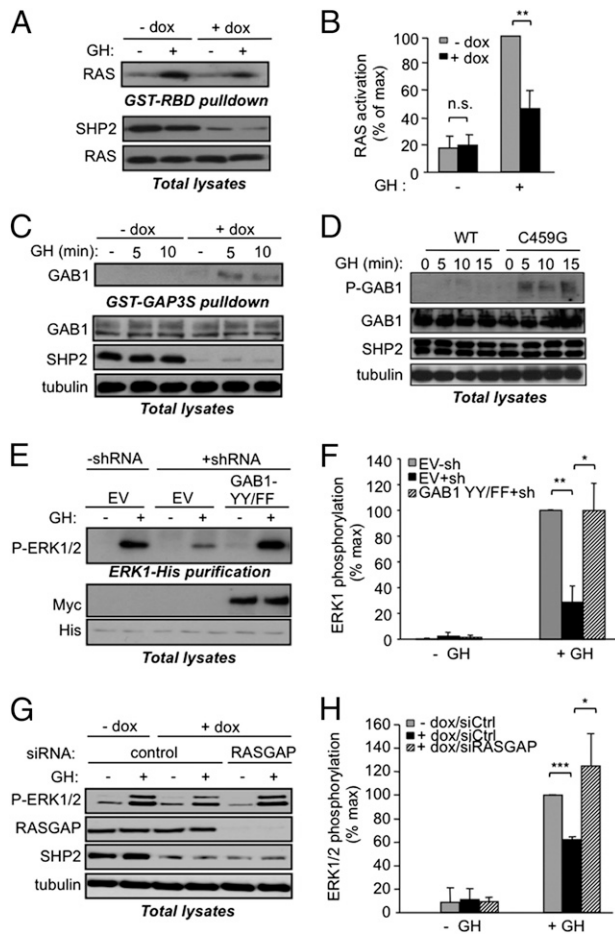 A
- dox + dox
GH: - + - +
RAS
GST-RBD pulldown
SHP2
RAS
Total lysates
B
- dox
+ dox
**
n.s.
RAS activation
(% of max)
100
80
60
40
20
0
GH : - +
C
- dox + dox
GH (min): - 5 10 - 5 10
GAB1
GST-GAP3S pulldown
GAB1
SHP2
tubulin
Total lysates
D
WT C459G
GH (min): 0 5 10 15 0 5 10 15
P-GAB1
GAB1
SHP2
tubulin
Total lysates
E
-shRNA +shRNA
EV EV GAB1-
YY/FF
GH: - + - + - +
P-ERK1/2
ERK1-His purification
Myc
His
Total lysates
F
EV-sh
EV+sh
GAB1 YY/FF+sh
*
**
ERK1 phosphorylation
(% max)
140
120
100
80
60
40
20
0
- GH + GH
G
- dox + dox
siRNA: control RASGAP
GH: - + - + - +
P-ERK1/2
RASGAP
SHP2
tubulin
Total lysates
H
- dox/siCtrl
+ dox/siCtrl
+ dox/siRASGAP
*
***
ERK1/2 phosphorylation
(% max)
160
140
120
100
80
60
40
20
0
- GH + GH